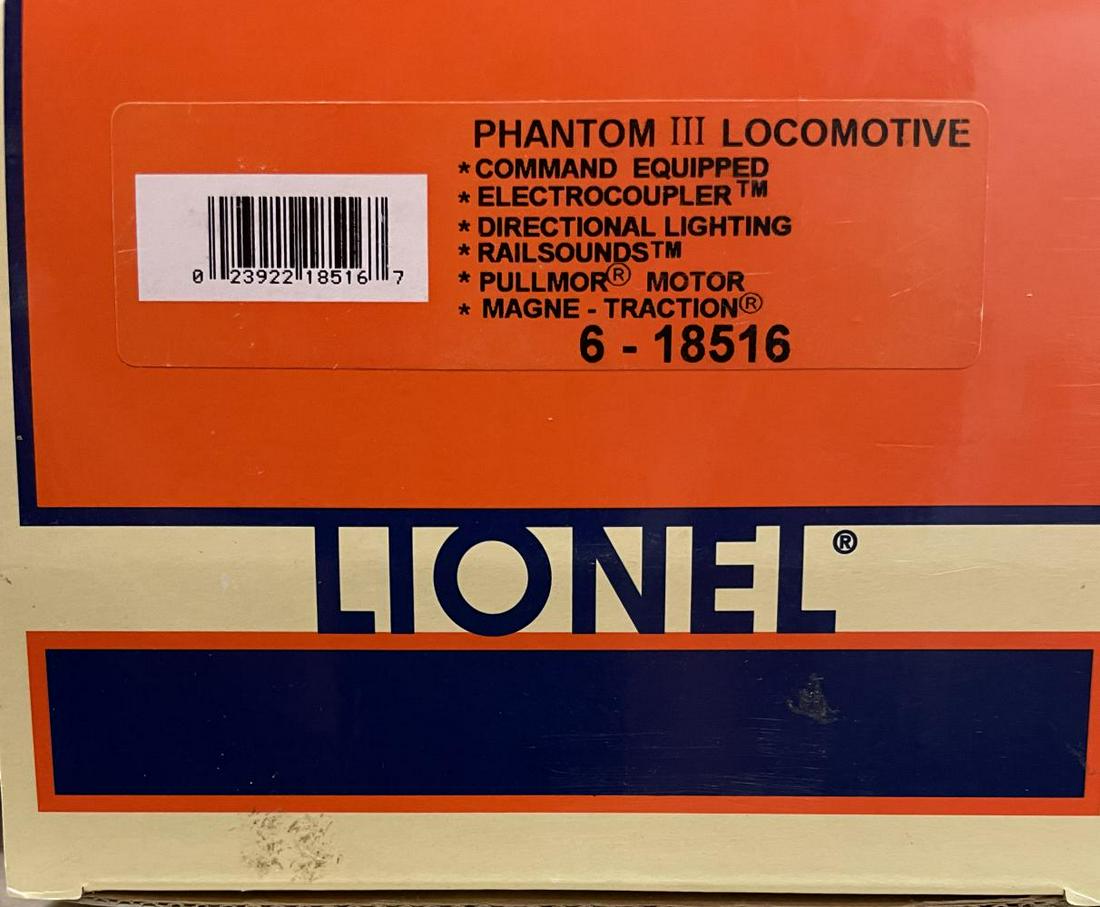 PHANTOM III LOCOMOTIVE
* COMMAND EQUIPPED
* ELECTROCOUPLER™
* DIRECTIONAL LIGHTING
* RAILSOUNDS™
* PULLMOR® MOTOR
* MAGNE - TRACTION®
6 - 18516
0 23922 18516 7
LIONEL®